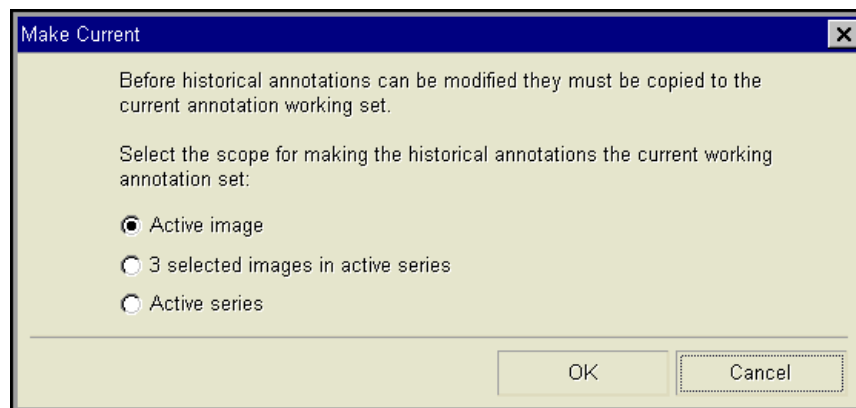 Make Current
Before historical annotations can be modified they must be copied to the
current annotation working set.
Select the scope for making the historical annotations the current working
annotation set:
Active image
3 selected images in active series
Active series
OK
Cancel